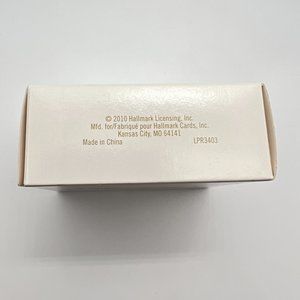 © 2010 Hallmark Licensing, Inc.
Mfd. for/Fabriqué pour Hallmark Cards, Inc.
Kansas City, MO 64141
Made in China LPR3403